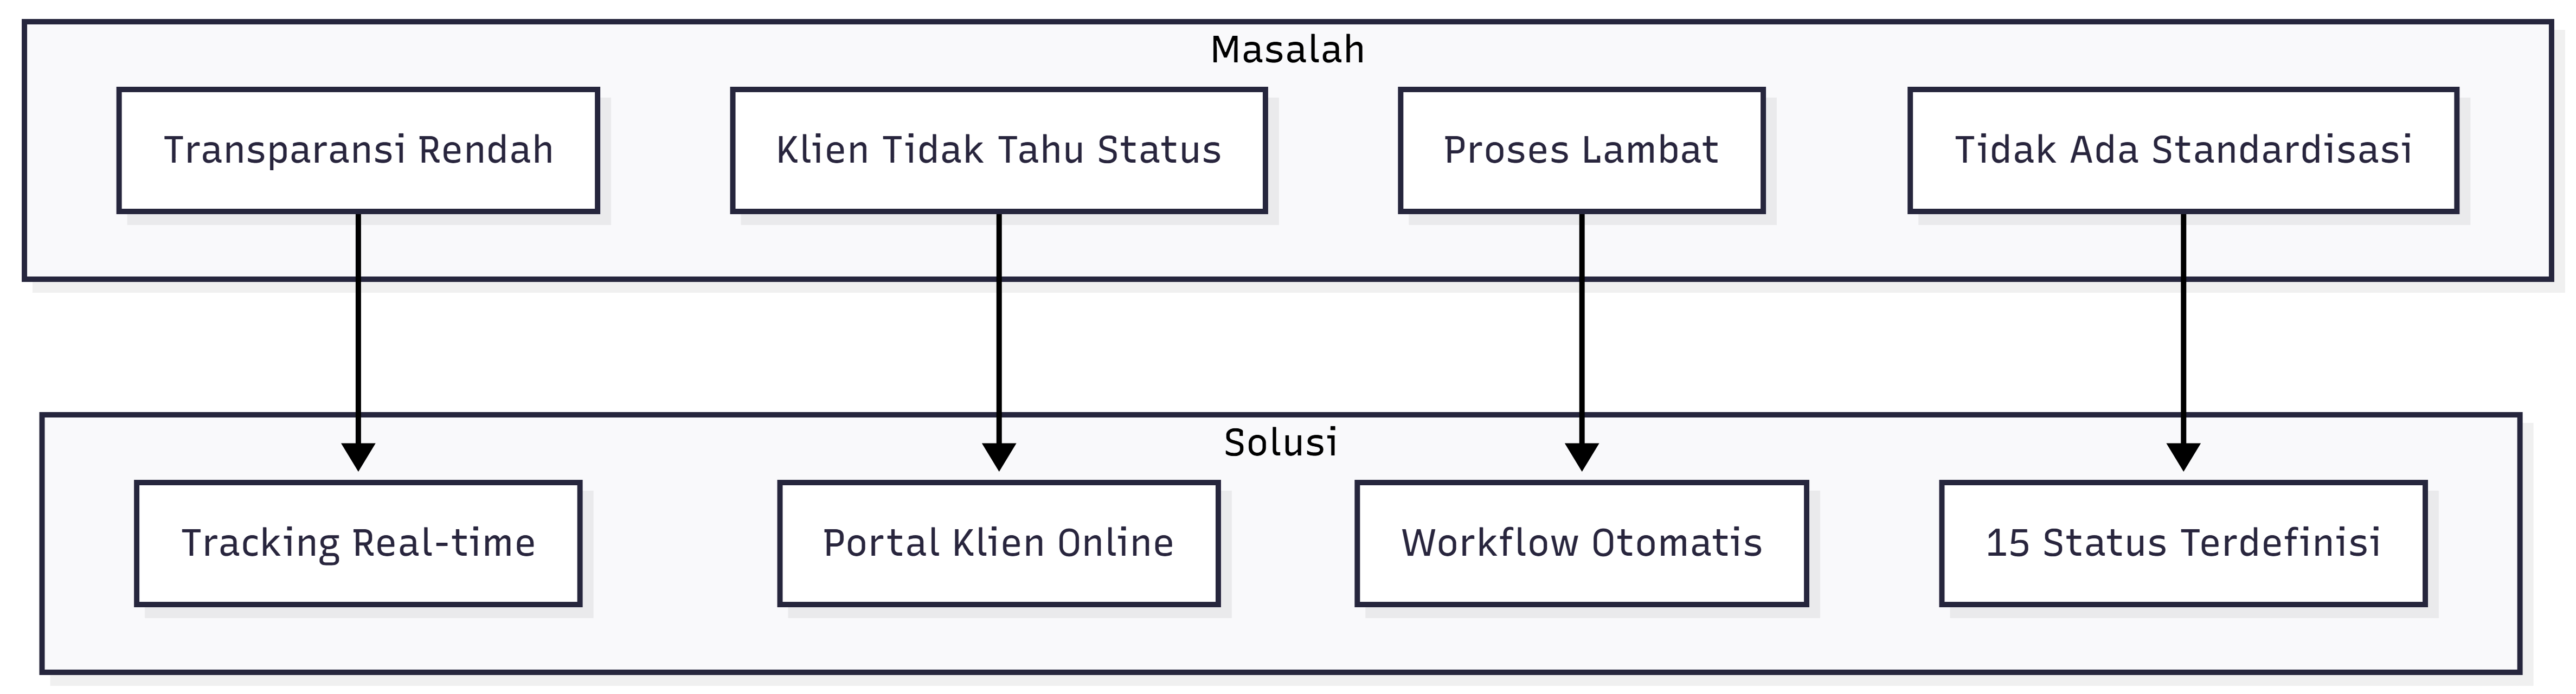 Masalah
Transparansi Rendah
Klien Tidak Tahu Status
Proses Lambat
Tidak Ada Standardisasi
Solusi
Tracking Real-time
Portal Klien Online
Workflow Otomatis
15 Status Terdefinisi